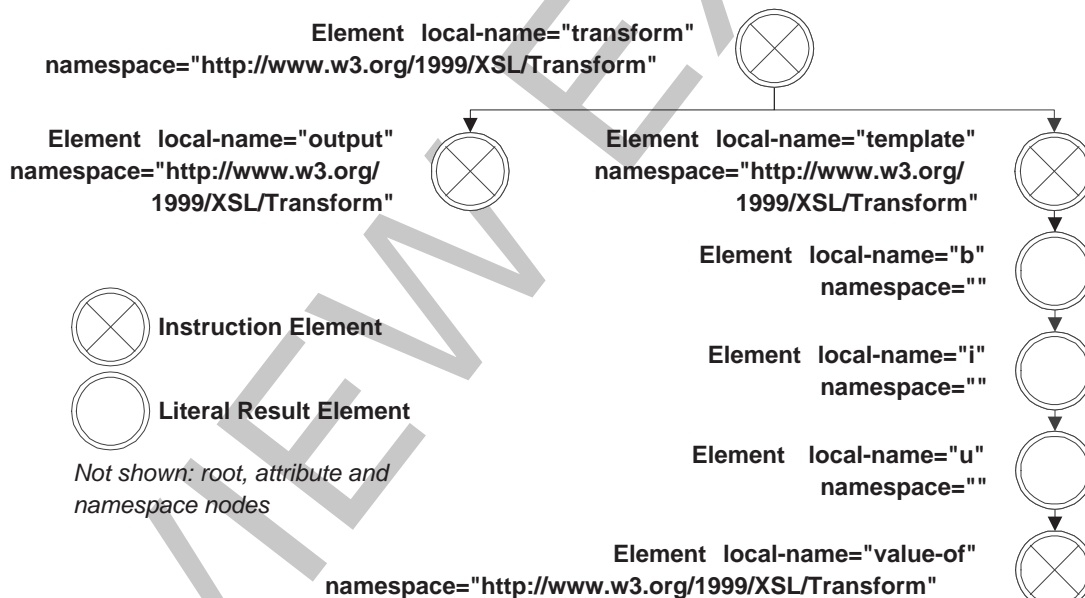 Element local-name="transform"
namespace="http://www.w3.org/1999/XSL/Transform"
Element local-name="output"
namespace="http://www.w3.org/
1999/XSL/Transform"
Element local-name="template"
namespace="http://www.w3.org/
1999/XSL/Transform"
Element local-name="b"
namespace=""
Instruction Element
Element local-name="i"
namespace=""
Literal Result Element
Not shown: root, attribute and
namespace nodes
Element local-name="u"
namespace=""
Element local-name="value-of"
namespace="http://www.w3.org/1999/XSL/Transform"